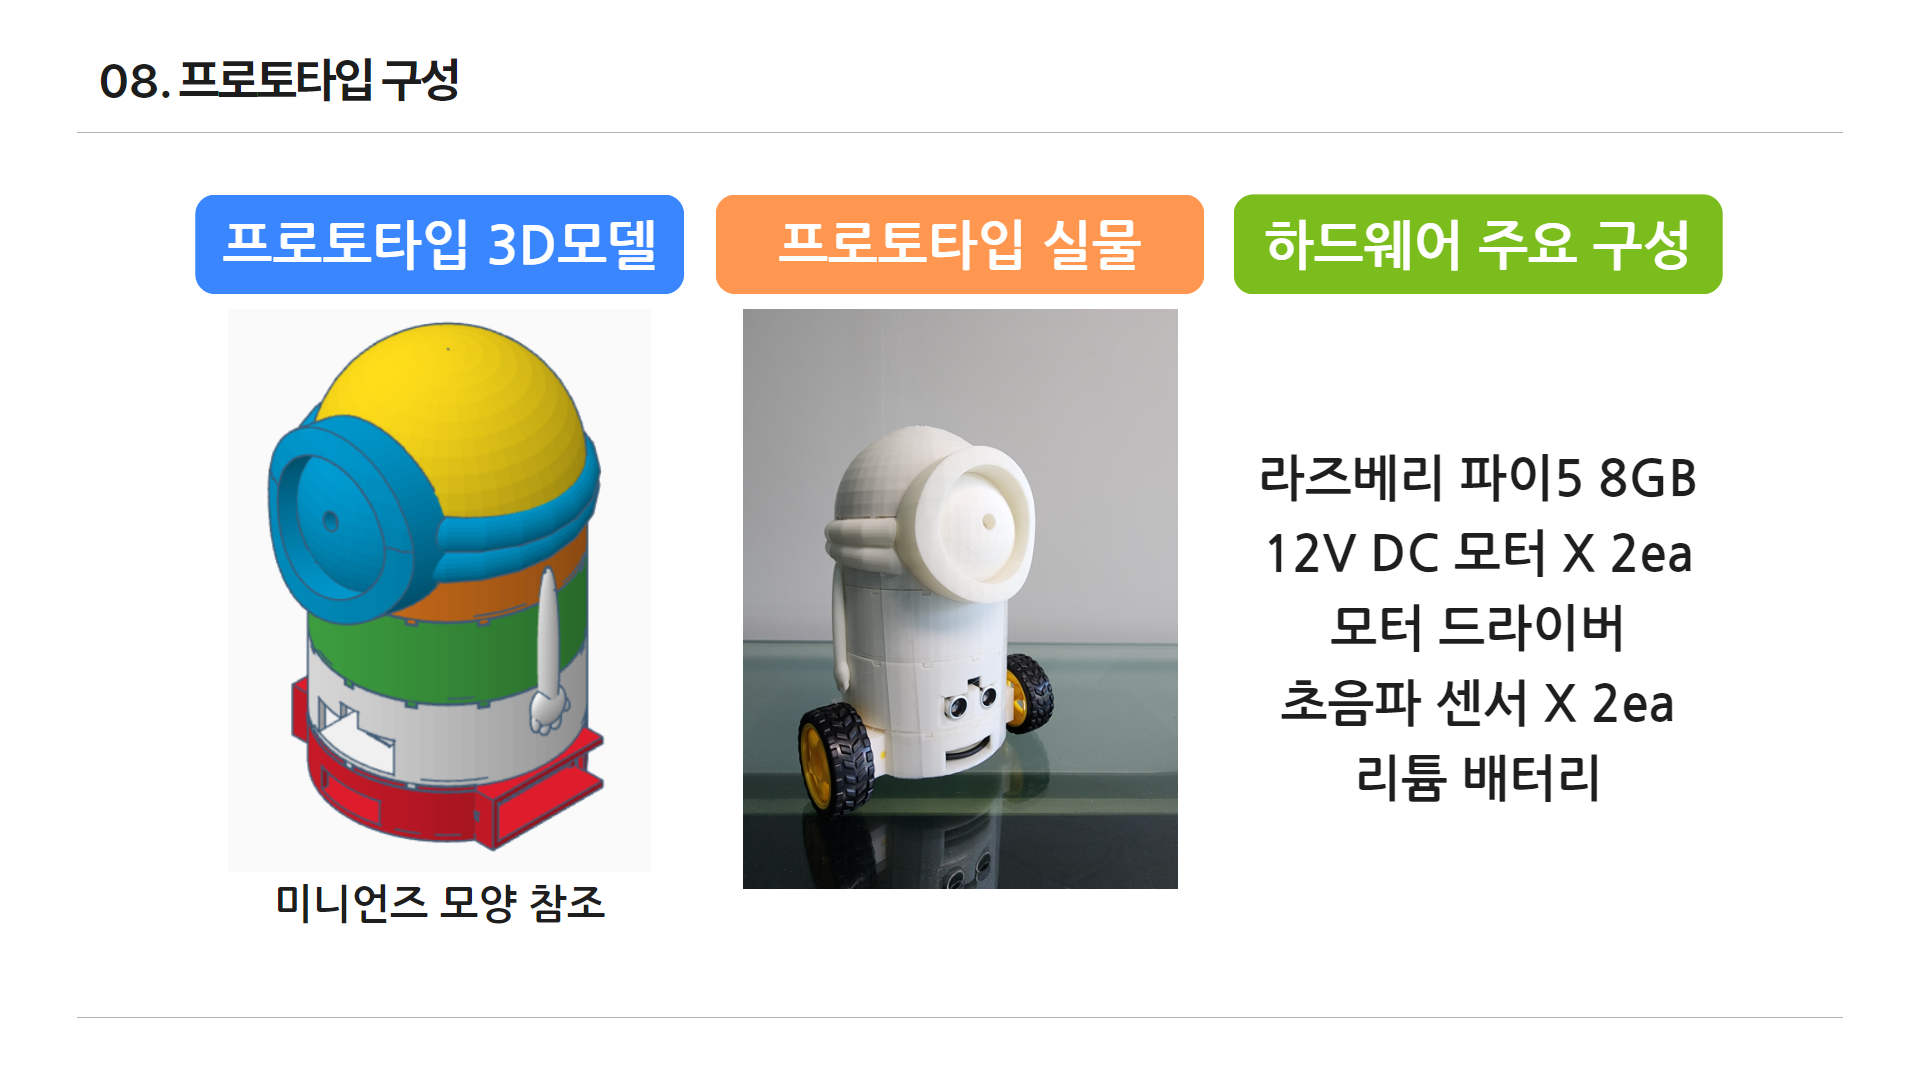 08. 프로토타입 구성
프로토타입 3D모델
프로토타입 실물
하드웨어 주요 구성
라즈베리 파이5 8GB
12V DC 모터 X 2ea
모터 드라이버
초음파 센서 X 2ea
리튬 배터리
미니언즈 모양 참조